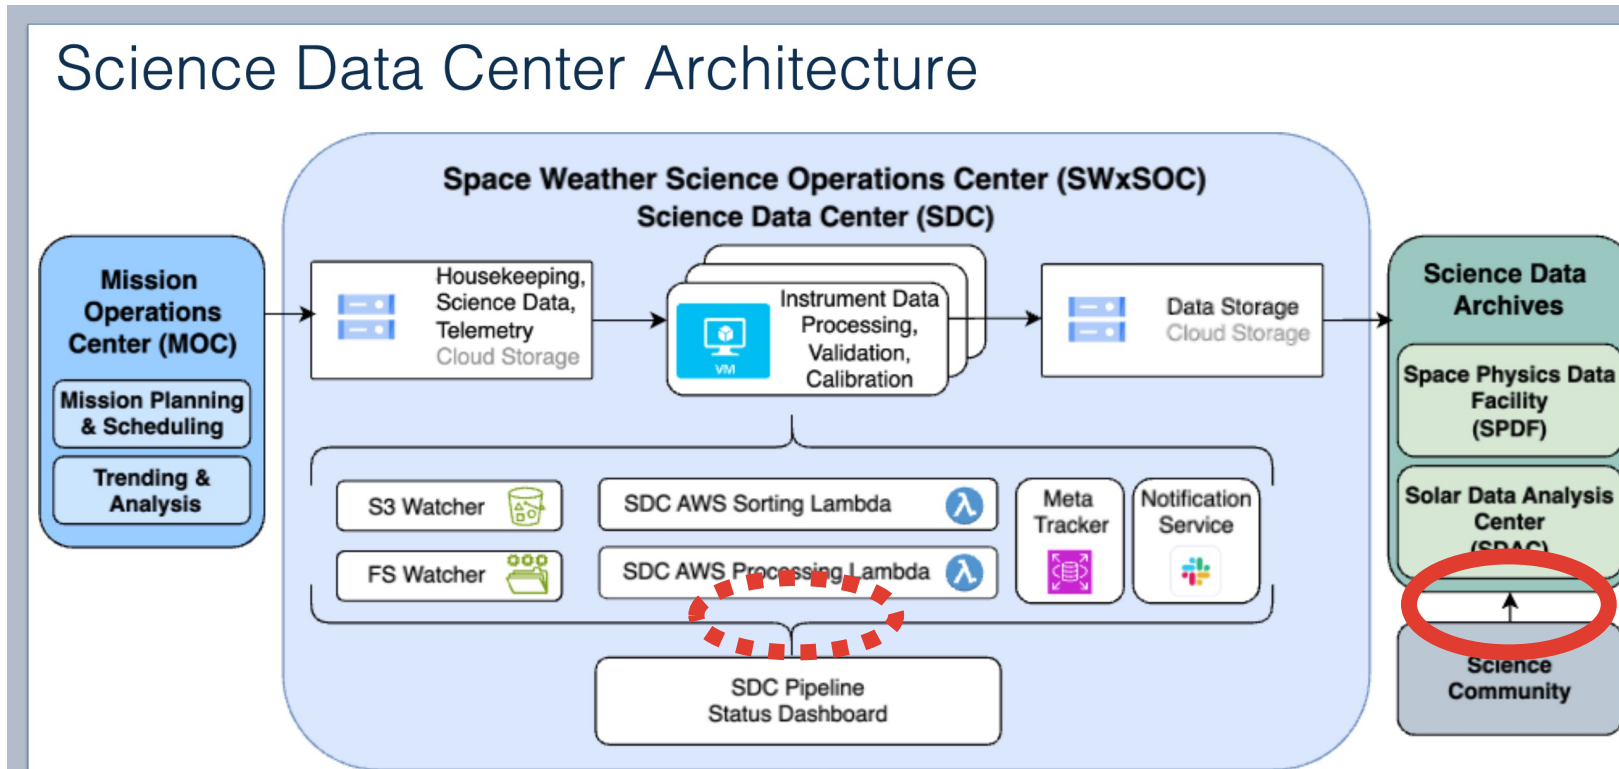 Science Data Center Architecture
Space Weather Science Operations Center (SWxSOC)
Science Data Center (SDC)
Mission
Operations
Center (MOC)
Mission Planning
& Scheduling
Trending &
Analysis
Housekeeping,
Science Data,
Telemetry
Cloud Storage
VM
Instrument Data
Processing,
Validation,
Calibration
Data Storage
Cloud Storage
Science Data
Archives
Space Physics Data
Facility
(SPDF)
Solar Data Analysis
Center
(SDAC)
S3 Watcher
FS Watcher
SDC AWS Sorting Lambda
SDC AWS Processing Lambda
Meta
Tracker
Notification
Service
SDC Pipeline
Status Dashboard
Science
Community